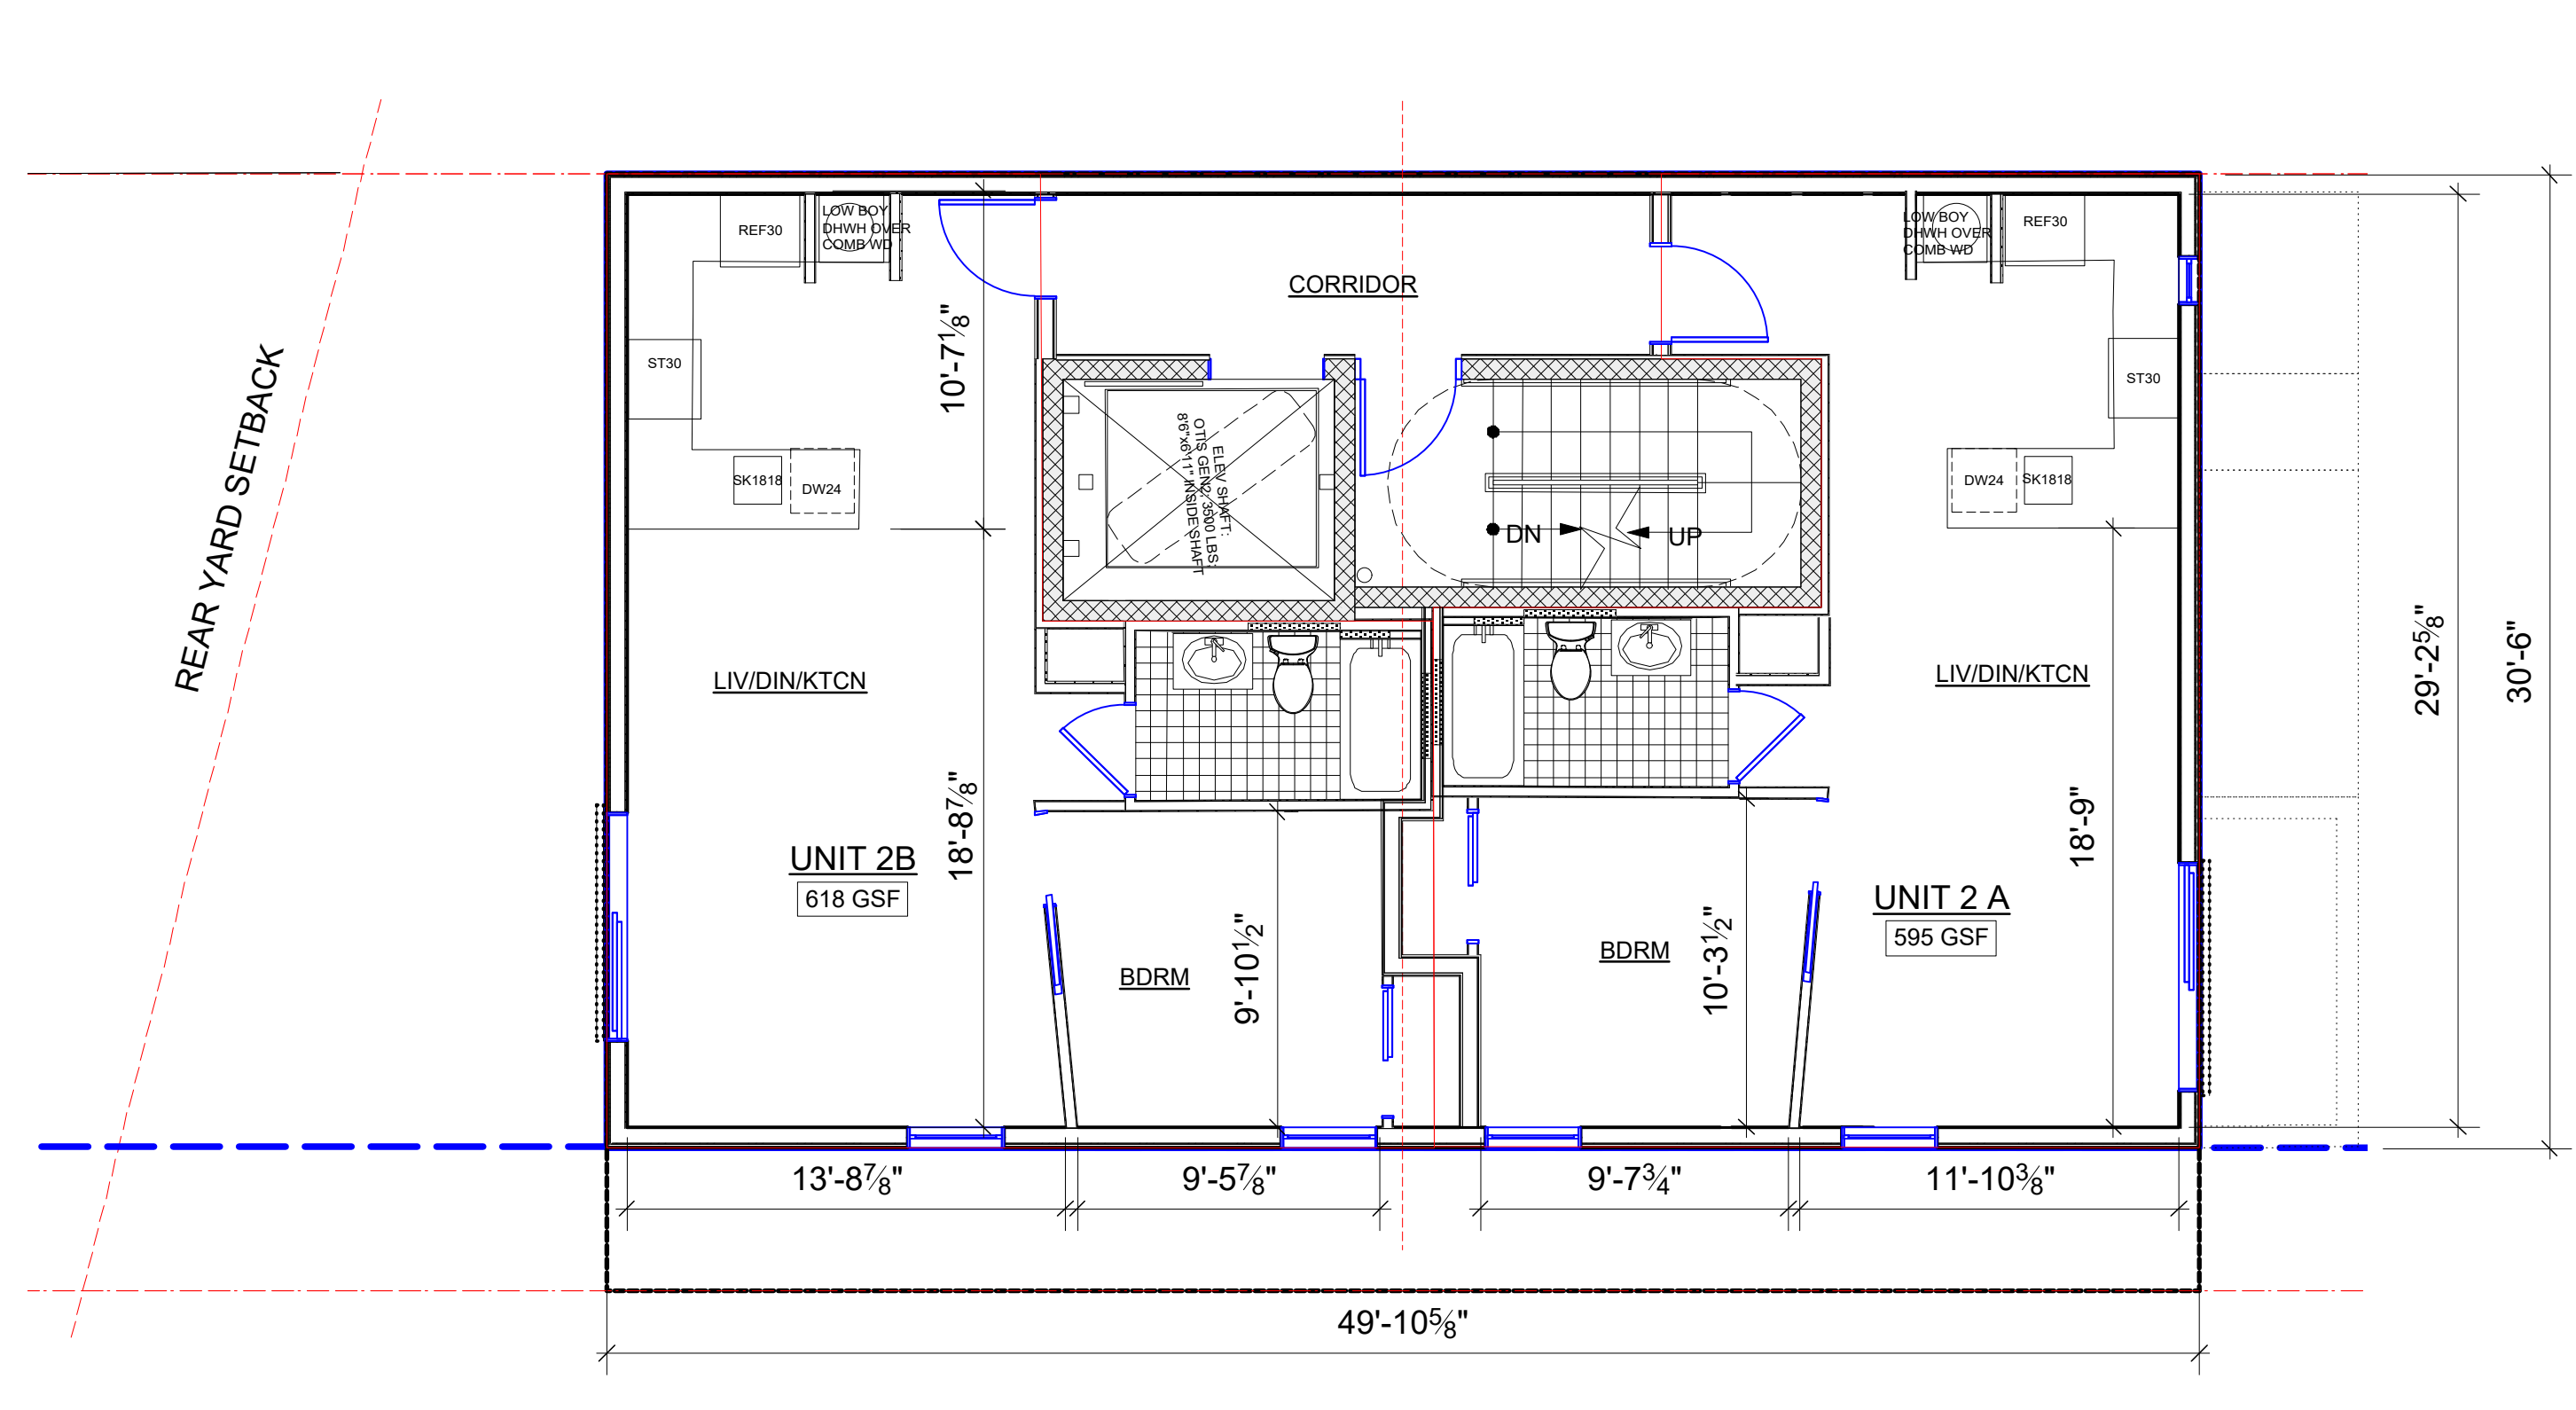 REF30
LOW BOY
DHWH OVER
COMB WD
LOW BOY
DHWH OVER
COMB WD
REF30
CORRIDOR
10'-7⅛"
ST30
ST30
REAR YARD SETBACK
ELEV SHAFT:
OTIS GEN2: 3500 LBS:
8'6"x6'11" INSIDE SHAFT
SK1818
DW24
DW24
SK1818
DN
UP
29'-2⅝"
30'-6"
LIV/DIN/KTCN
LIV/DIN/KTCN
18'-8⅞"
18'-9"
UNIT 2B
618 GSF
UNIT 2 A
595 GSF
BDRM
9'-10½"
BDRM
10'-3½"
13'-8⅞"
9'-5⅞"
9'-7¾"
11'-10⅜"
49'-10⅝"